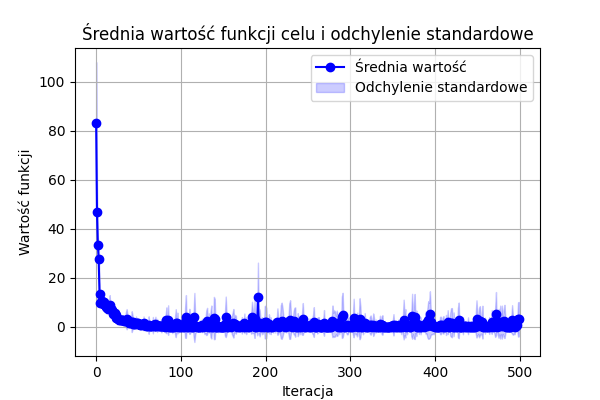 Średnia wartość funkcji celu i odchylenie standardowe
Średnia wartość
Odchylenie standardowe
Wartość funkcji
100
80
60
40
20
0
0 100 200 300 400 500
Iteracja